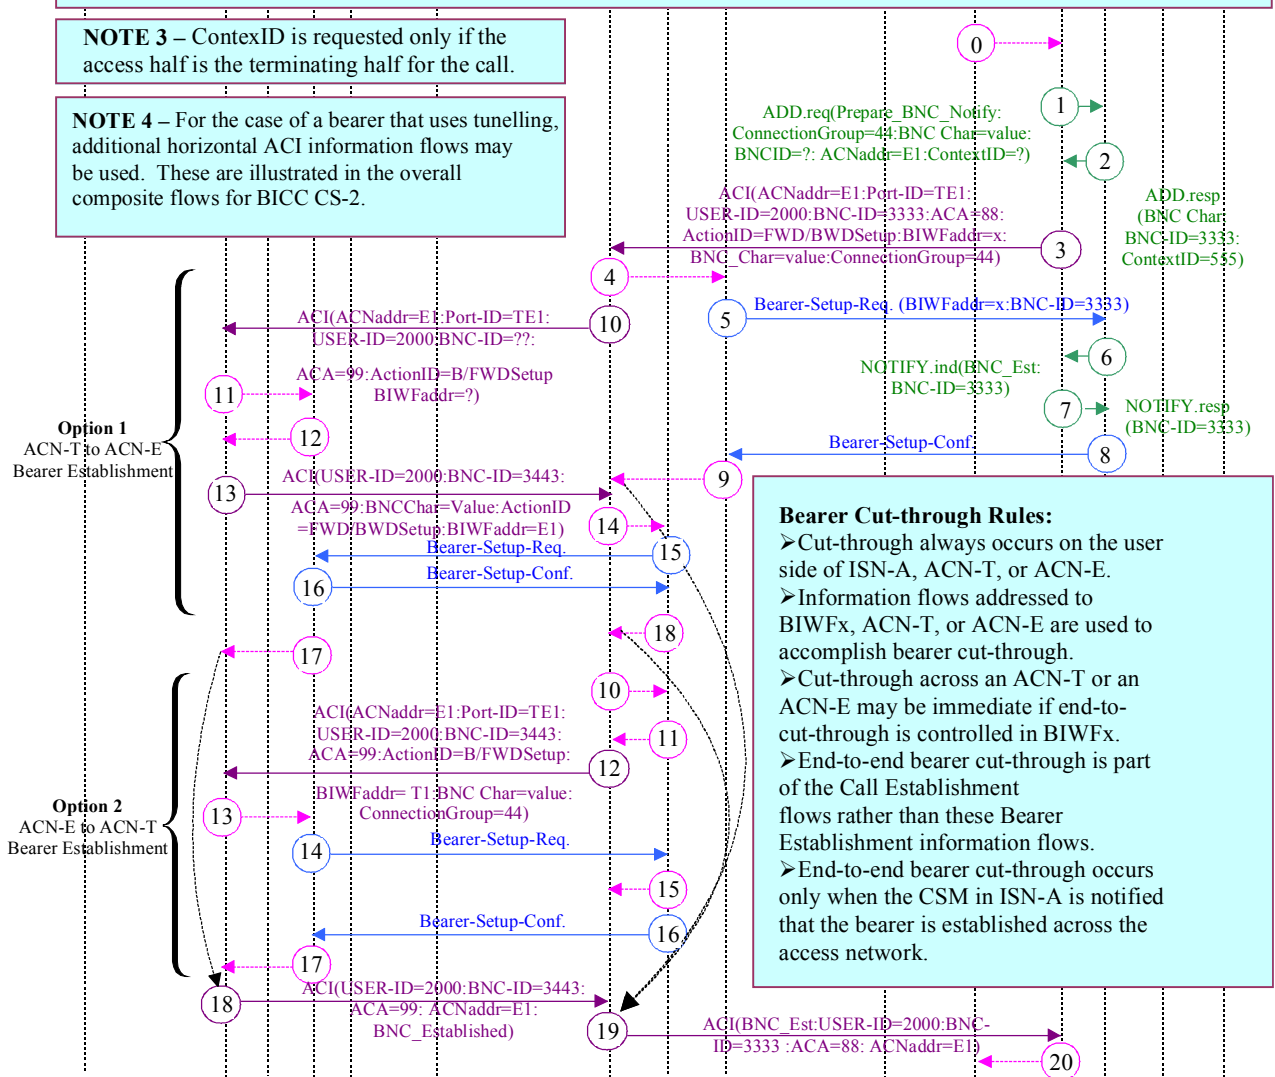 NOTE 3 – ContexID is requested only if the
access half is the terminating half for the call.
NOTE 4 – For the case of a bearer that uses tunelling,
additional horizontal ACI information flows may
be used. These are illustrated in the overall
composite flows for BICC CS-2.
0
1
ADD.req(Prepare_BNC_Notify:
ConnectionGroup=44:BNC Char=value:
BNCID=?: ACNaddr=E1:ContextID=?)
2
ADD.resp
(BNC Char
BNC-ID=3333:
ContextID=555)
ACI(ACNaddr=E1:Port-ID=TE1:
USER-ID=2000:BNC-ID=3333:ACA=88:
ActionID=FWD/BWDSetup:BIWFaddr=x:
BNC_Char=value:ConnectionGroup=44)
3
4
Bearer-Setup-Req. (BIWFaddr=x:BNC-ID=3333)
5
ACI(ACNaddr=E1:Port-ID=TE1:
USER-ID=2000:BNC-ID=??:
10
6
NOTIFY.ind(BNC_Est:
BNC-ID=3333)
ACA=99:ActionID=B/FWDSetup
BIWFaddr=?)
11
7
NOTIFY.resp
(BNC-ID=3333)
12
Option 1
ACN-T to ACN-E
Bearer Establishment
Bearer-Setup-Conf.
8
9
ACI(USER-ID=2000:BNC-ID=3443:
13
ACA=99:BNCChar=Value:ActionID
=FWD/BWDSetup:BIWFaddr=E1)
14
Bearer-Setup-Req.
15
Bearer-Setup-Conf.
16
18
17
Bearer Cut-through Rules:
➢Cut-through always occurs on the user
side of ISN-A, ACN-T, or ACN-E.
➢Information flows addressed to
BIWFx, ACN-T, or ACN-E are used to
accomplish bearer cut-through.
➢Cut-through across an ACN-T or an
ACN-E may be immediate if end-to-
cut-through is controlled in BIWFx.
➢End-to-end bearer cut-through is part
of the Call Establishment
flows rather than these Bearer
Establishment information flows.
➢End-to-end bearer cut-through occurs
only when the CSM in ISN-A is notified
that the bearer is established across the
access network.
10
ACI(ACNaddr=E1:Port-ID=TE1:
USER-ID=2000:BNC-ID=3443:
ACA=99:ActionID=B/FWDSetup:
11
12
BIWFaddr= T1:BNC Char=value:
ConnectionGroup=44)
13
Option 2
ACN-E to ACN-T
Bearer Establishment
Bearer-Setup-Req.
14
15
Bearer-Setup-Conf.
16
17
ACI(USER-ID=2000:BNC-ID=3443:
ACA=99: ACNaddr=E1:
BNC_Established)
18
19
ACI(BNC_Est:USER-ID=2000:BNC-
ID=3333 :ACA=88: ACNaddr=E1)
20